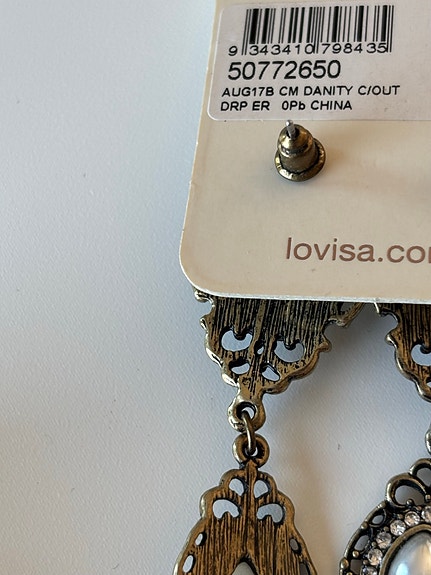 9 343410 798435
50772650
AUG17B CM DANITY C/OUT
DRP ER 0Pb CHINA
lovisa.co